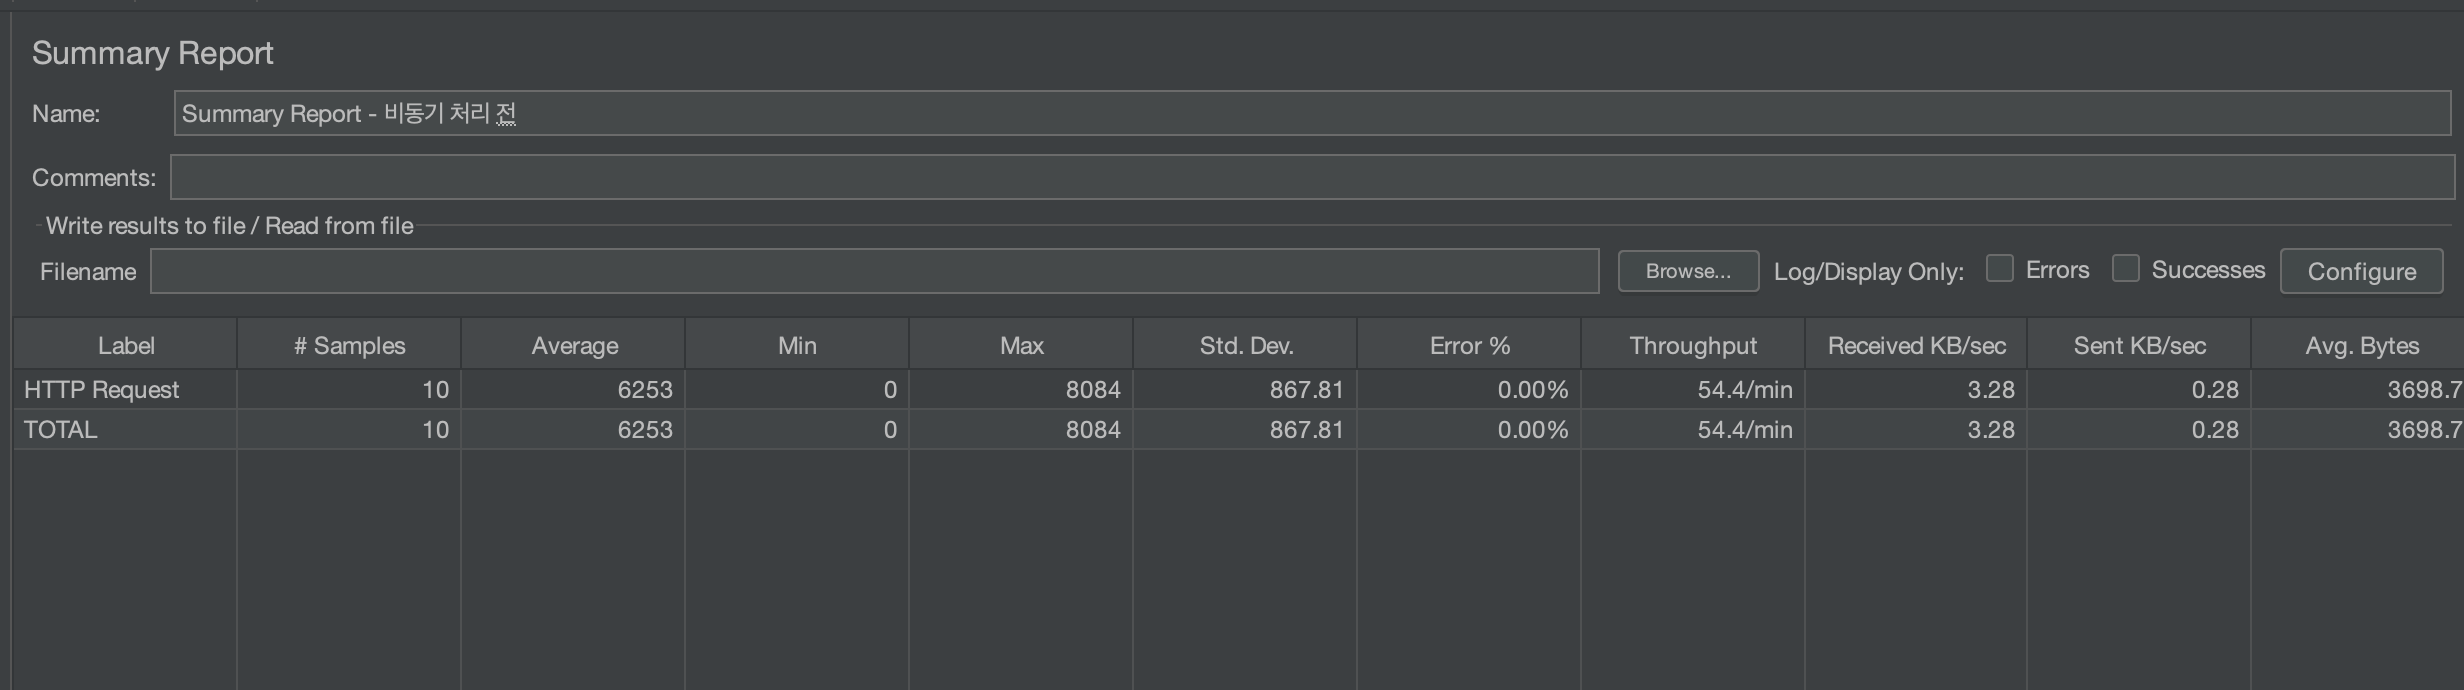 Summary Report
Name: Summary Report - 비동기 처리 전
Comments:
Write results to file / Read from file
Filename Browse... Log/Display Only: Errors Successes Configure
Label # Samples Average Min Max Std. Dev. Error % Throughput Received KB/sec Sent KB/sec Avg. Bytes
HTTP Request 10 6253 0 8084 867.81 0.00% 54.4/min 3.28 0.28 3698.7
TOTAL 10 6253 0 8084 867.81 0.00% 54.4/min 3.28 0.28 3698.7